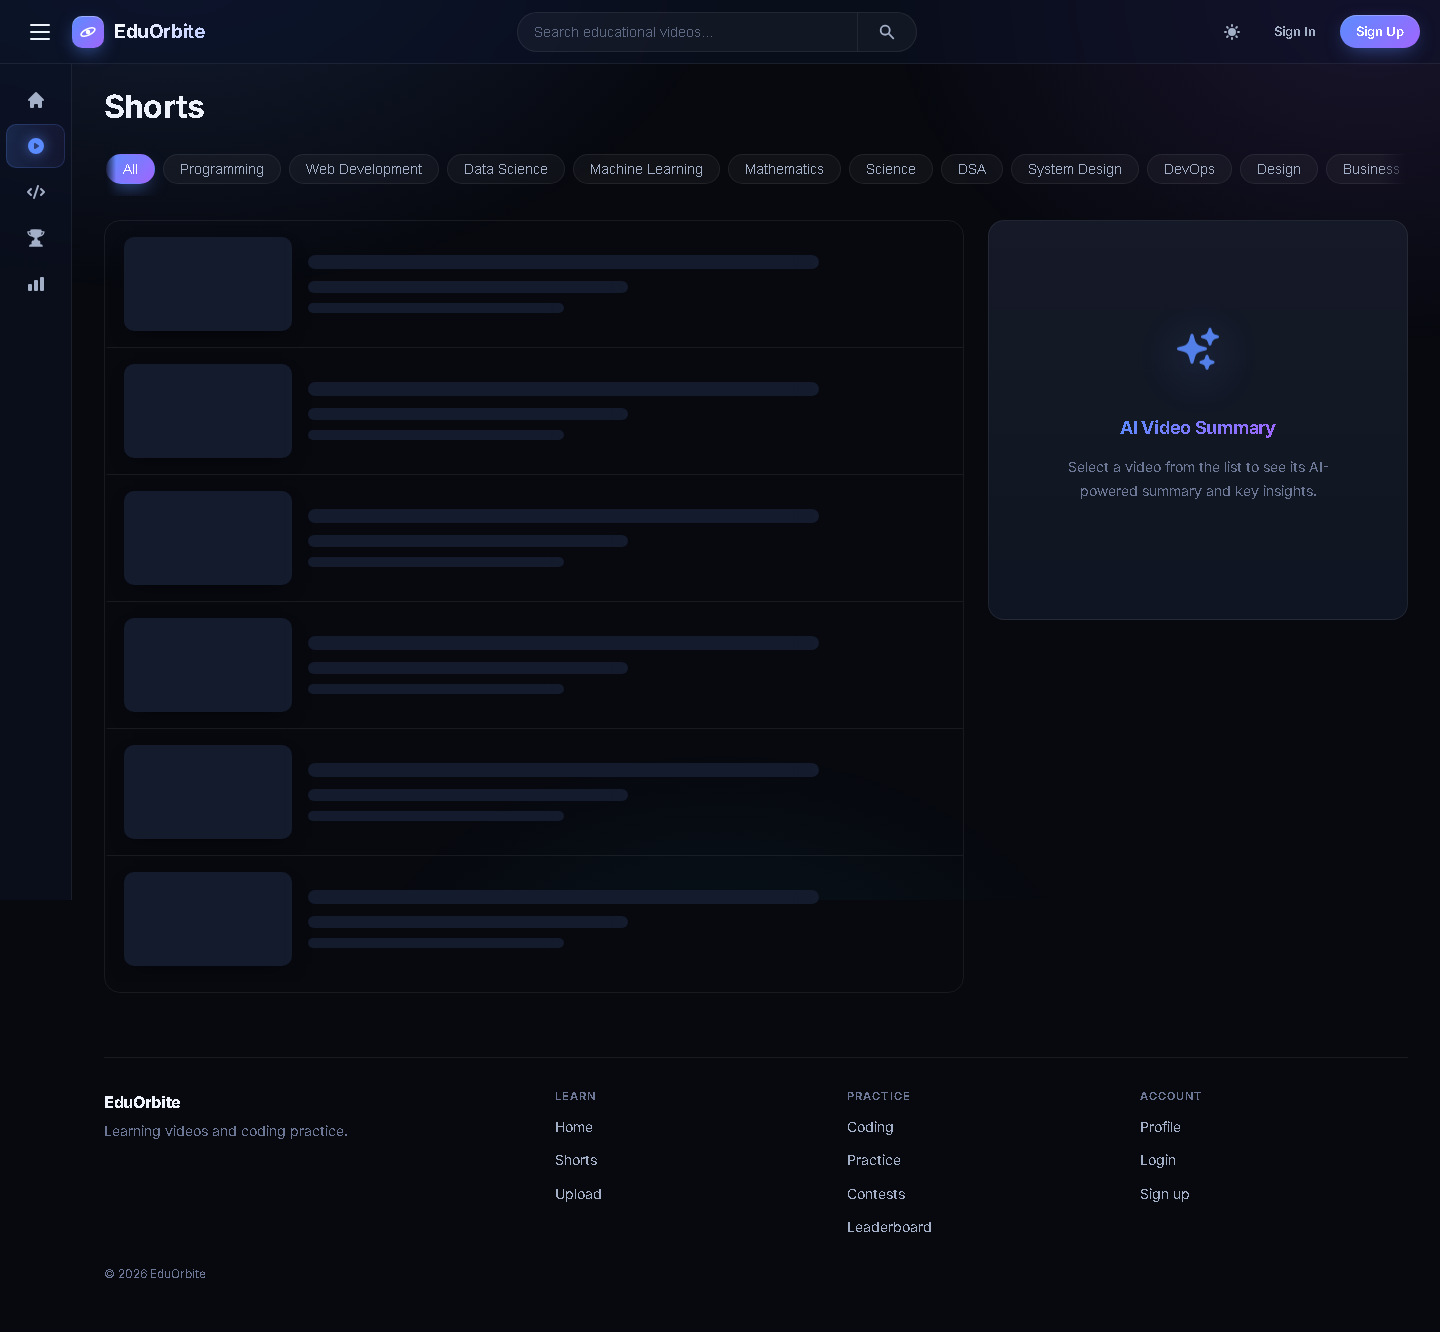 EduOrbite
Search educational videos...
Sign In
Sign Up
Shorts
All
Programming
Web Development
Data Science
Machine Learning
Mathematics
Science
DSA
System Design
DevOps
Design
Business
AI Video Summary
Select a video from the list to see its AI-
powered summary and key insights.
EduOrbite
Learning videos and coding practice.
LEARN
Home
Shorts
Upload
PRACTICE
Coding
Practice
Contests
Leaderboard
ACCOUNT
Profile
Login
Sign up
© 2026 EduOrbite